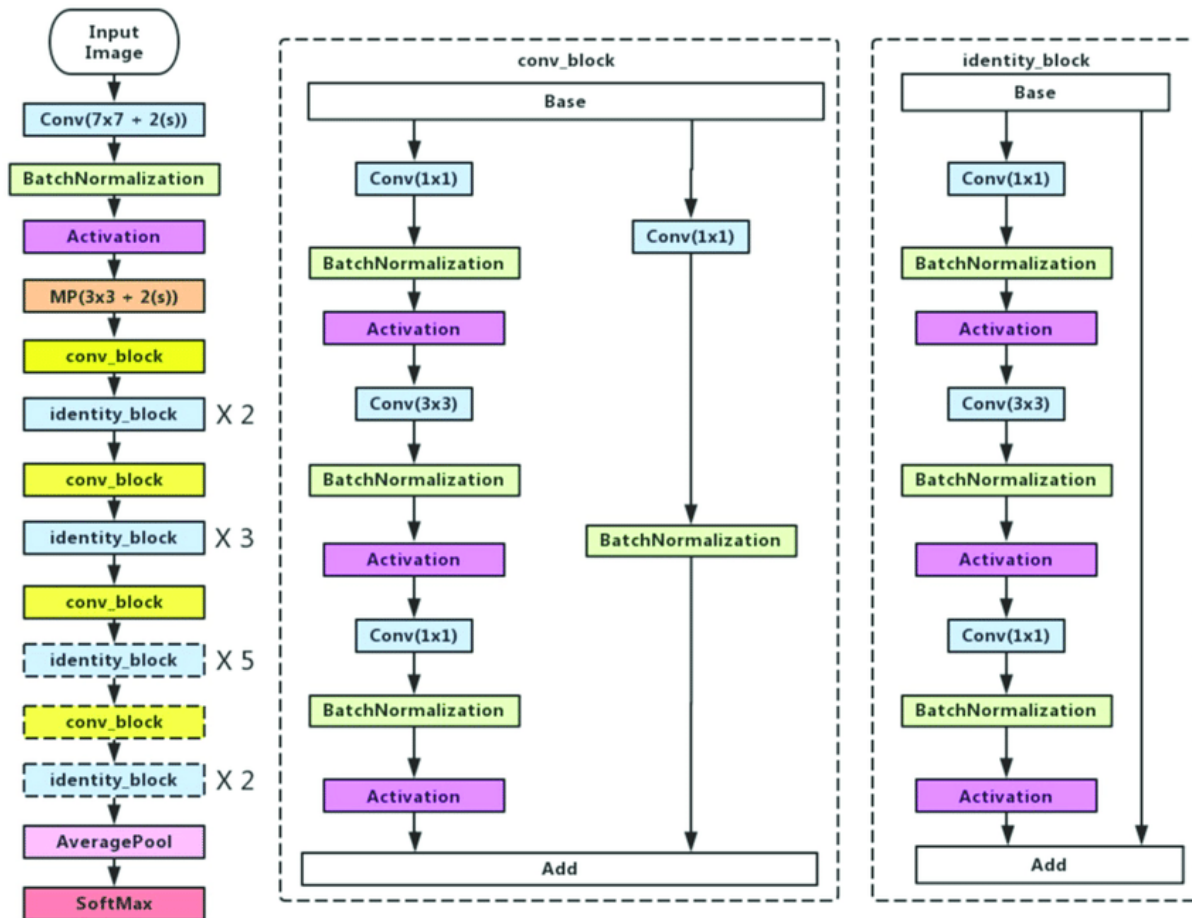 Input
Image
Conv(7x7 + 2(s))
BatchNormalization
Activation
MP(3x3 + 2(s))
conv_block
identity_block X 2
conv_block
identity_block X 3
conv_block
identity_block X 5
conv_block
identity_block X 2
AveragePool
SoftMax
conv_block
Base
Conv(1x1)
BatchNormalization
Activation
Conv(3x3)
BatchNormalization
Activation
Conv(1x1)
BatchNormalization
Activation
Conv(1x1)
BatchNormalization
Add
identity_block
Base
Conv(1x1)
BatchNormalization
Activation
Conv(3x3)
BatchNormalization
Activation
Conv(1x1)
BatchNormalization
Activation
Add